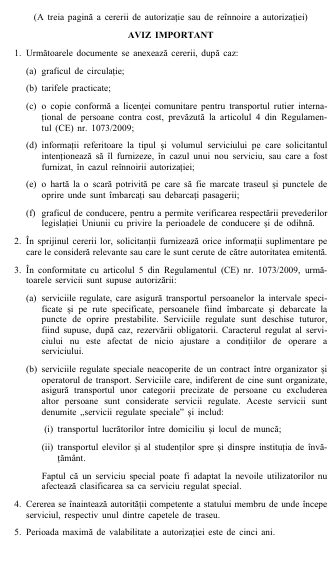 (A treia pagină a cererii de autorizație sau de reînnoire a autorizației)
AVIZ IMPORTANT
1. Următoarele documente se anexează cererii, după caz:
(a) graficul de circulație;
(b) tarifele practicate;
(c) o copie conformă a licenței comunitare pentru transportul rutier interna-
țional de persoane contra cost, prevăzută la articolul 4 din Regulamen-
tul (CE) nr. 1073/2009;
(d) informații referitoare la tipul și volumul serviciului pe care solicitantul
intenționează să îl furnizeze, în cazul unui nou serviciu, sau care a fost
furnizat, în cazul reînnoirii autorizației;
(e) o hartă la o scară potrivită pe care să fie marcate traseul și punctele de
oprire unde sunt îmbarcați sau debarcați pasagerii;
(f) graficul de conducere, pentru a permite verificarea respectării prevederilor
legislației Uniunii cu privire la perioadele de conducere și de odihnă.
2. În sprijinul cererii lor, solicitanții furnizează orice informații suplimentare pe
care le consideră relevante sau care le sunt cerute de către autoritatea emitentă.
3. În conformitate cu articolul 5 din Regulamentul (CE) nr. 1073/2009, urmă-
toarele servicii sunt supuse autorizării:
(a) serviciile regulate, care asigură transportul persoanelor la intervale speci-
ficate și pe rute specificate, persoanele fiind îmbarcate și debarcate la
puncte de oprire prestabilite. Serviciile regulate sunt deschise tuturor,
fiind supuse, după caz, rezervării obligatorii. Caracterul regulat al servi-
ciului nu este afectat de nicio ajustare a condițiilor de operare a
serviciului.
(b) serviciile regulate speciale neacoperite de un contract între organizator și
operatorul de transport. Serviciile care, indiferent de cine sunt organizate,
asigură transportul unor categorii precizate de persoane cu excluderea
altor persoane sunt considerate servicii regulate. Aceste servicii sunt
denumite „servicii regulate speciale” și includ:
(i) transportul lucrătorilor între domiciliu și locul de muncă;
(ii) transportul elevilor și al studenților spre și dinspre instituția de învă-
țământ.
Faptul că un serviciu special poate fi adaptat la nevoile utilizatorilor nu
afectează clasificarea sa ca serviciu regulat special.
4. Cererea se înaintează autorității competente a statului membru de unde începe
serviciul, respectiv unul dintre capetele de traseu.
5. Perioada maximă de valabilitate a autorizației este de cinci ani.